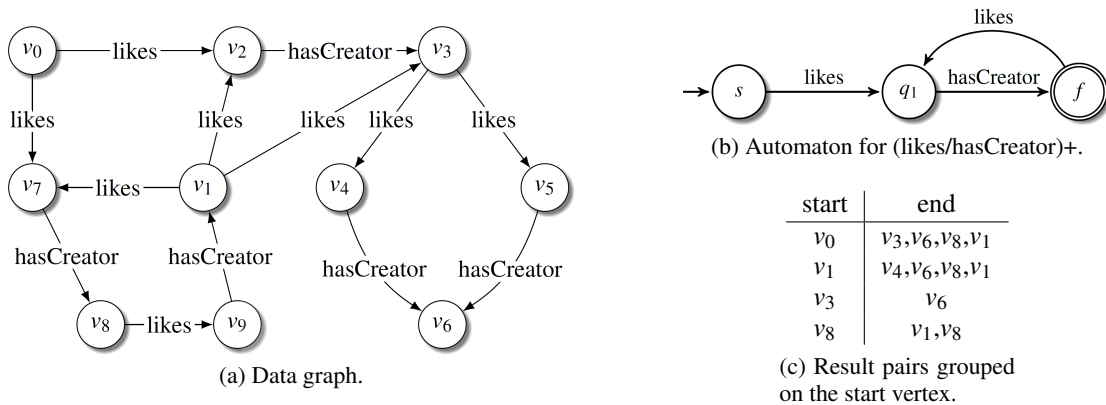 v0 likes v2 hasCreator v3
likes likes likes likes likes
v7 likes v1 v4 v5
hasCreator hasCreator hasCreator hasCreator
v8 likes v9 v6
(a) Data graph.
likes
s likes q1 hasCreator f
(b) Automaton for (likes/hasCreator)+.
start end
v0 v3,v6,v8,v1
v1 v4,v6,v8,v1
v3 v6
v8 v1,v8
(c) Result pairs grouped
on the start vertex.